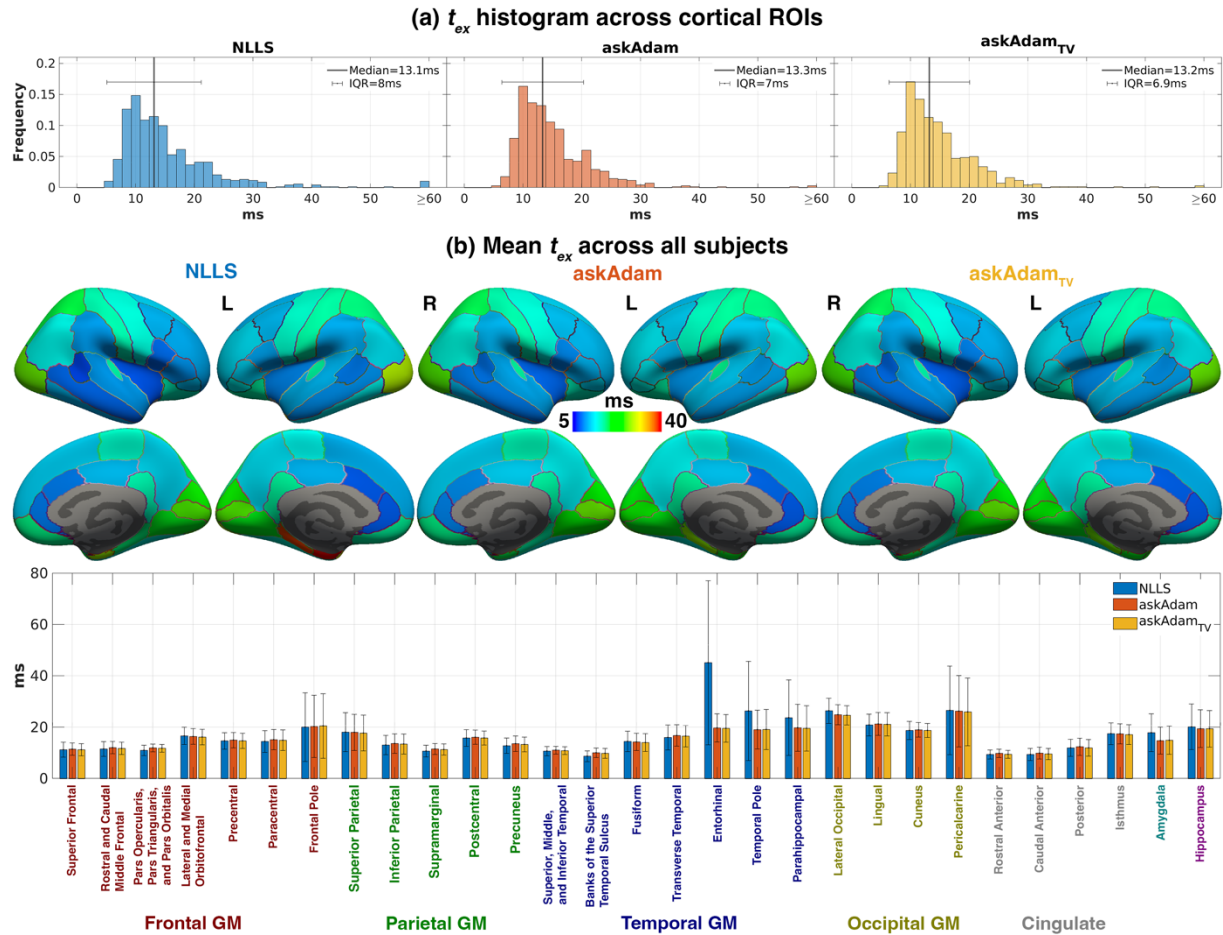 (a) tex histogram across cortical ROIs
NLLS
askAdam
askAdamTV
Frequency
0.2
0.15
0.1
0.05
0
Median=13.1ms
IQR=8ms
Median=13.3ms
IQR=7ms
Median=13.2ms
IQR=6.9ms
0 10 20 30 40 50 ≥60
0 10 20 30 40 50 ≥60
0 10 20 30 40 50 ≥60
ms
ms
ms
(b) Mean tex across all subjects
NLLS
askAdam
askAdamTV
L R L R L
ms
5 40
80
60
40
20
0
ms
NLLS
askAdam
askAdamTV
Superior Frontal
Rostral and Caudal
Middle Frontal
Pars Opercularis,
Pars Triangularis,
and Pars Orbitalis
Lateral and Medial
Orbitofrontal
Precentral
Paracentral
Frontal Pole
Superior Parietal
Inferior Parietal
Supramarginal
Postcentral
Precuneus
Superior, Middle,
and Inferior Temporal
Banks of the Superior
Temporal Sulcus
Fusiform
Transverse Temporal
Entorhinal
Temporal Pole
Parahippocampal
Lateral Occipital
Lingual
Cuneus
Pericalcarine
Rostral Anterior
Caudal Anterior
Posterior
Isthmus
Amygdala
Hippocampus
Frontal GM
Parietal GM
Temporal GM
Occipital GM
Cingulate